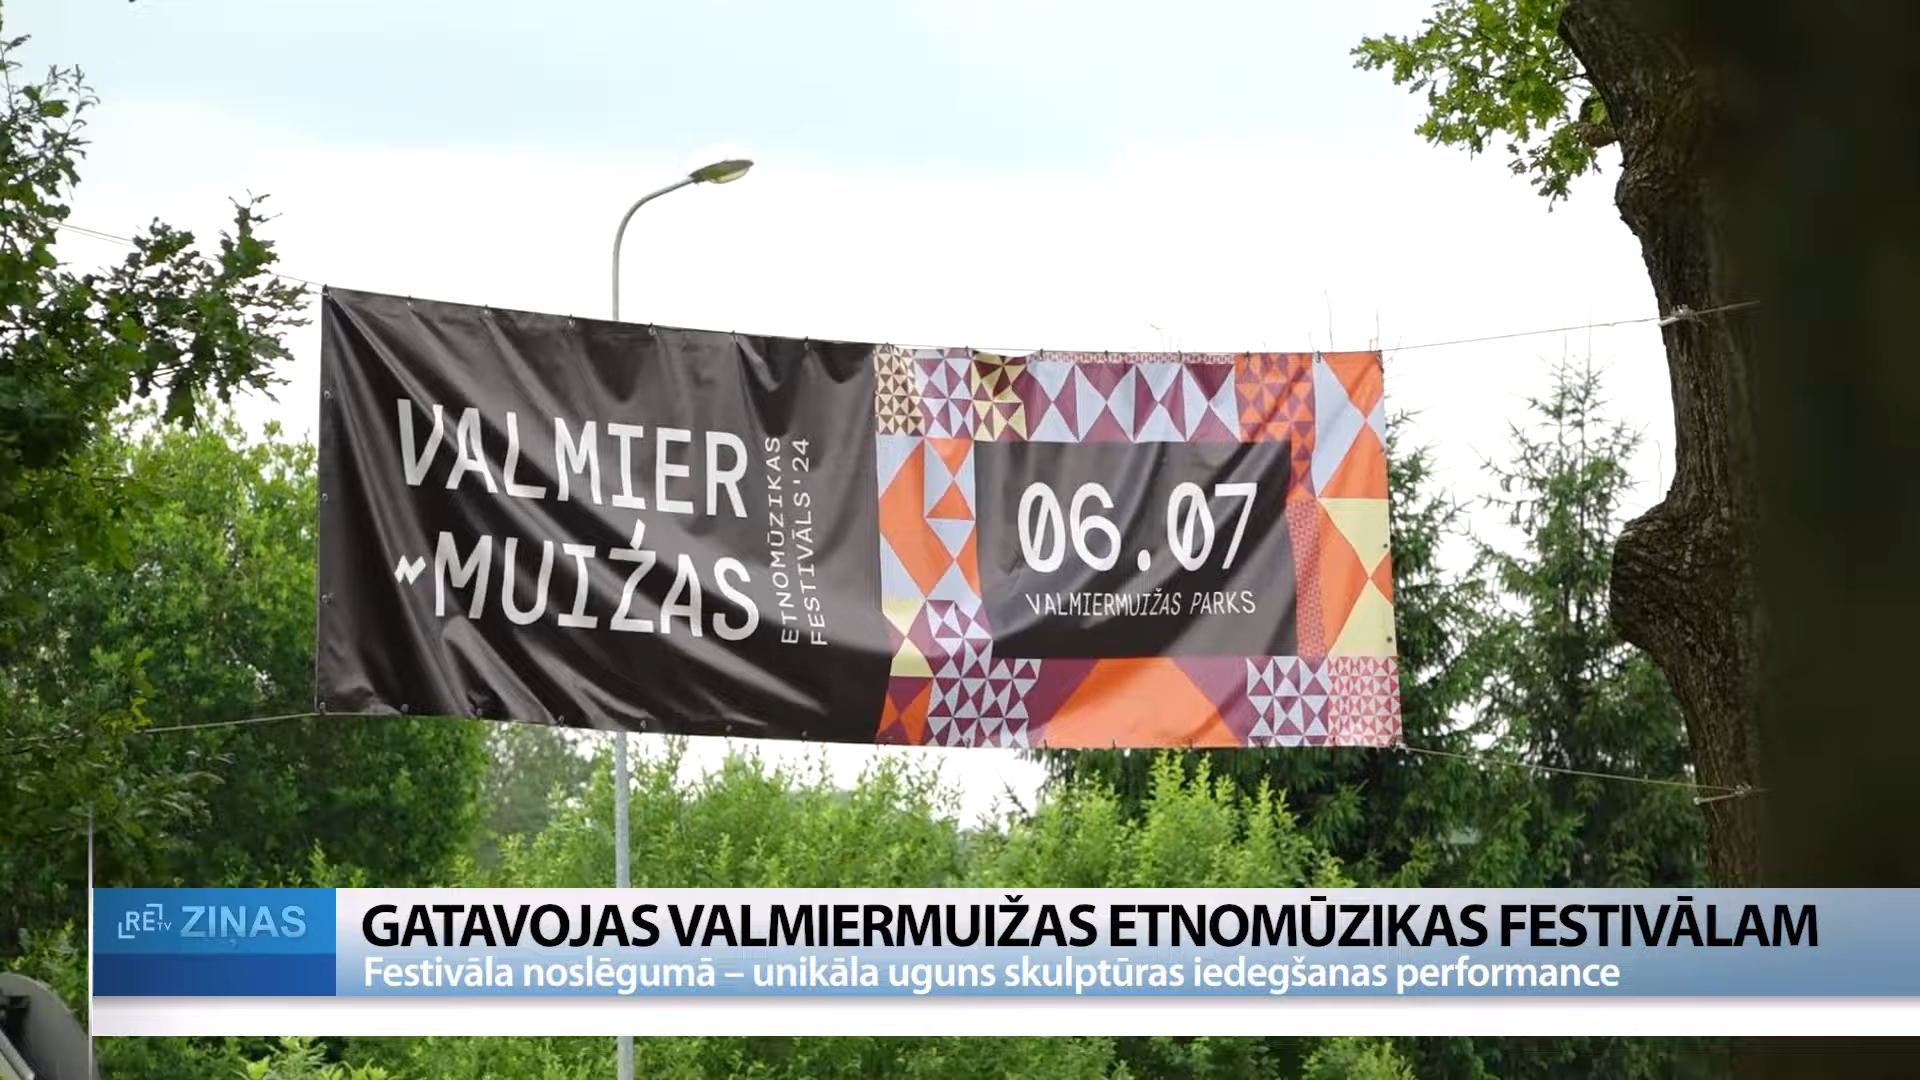 VALMIER
~MUIŽAS
ETNOMŪZIKAS
FESTIVĀLS'24
06.07
VALMIERMUIŽAS PARKS
RE TV ZIŅAS
GATAVOJAS VALMIERMUIŽAS ETNOMŪZIKAS FESTIVĀLAM
Festivāla noslēgumā – unikāla uguns skulptūras iedegšanas performance